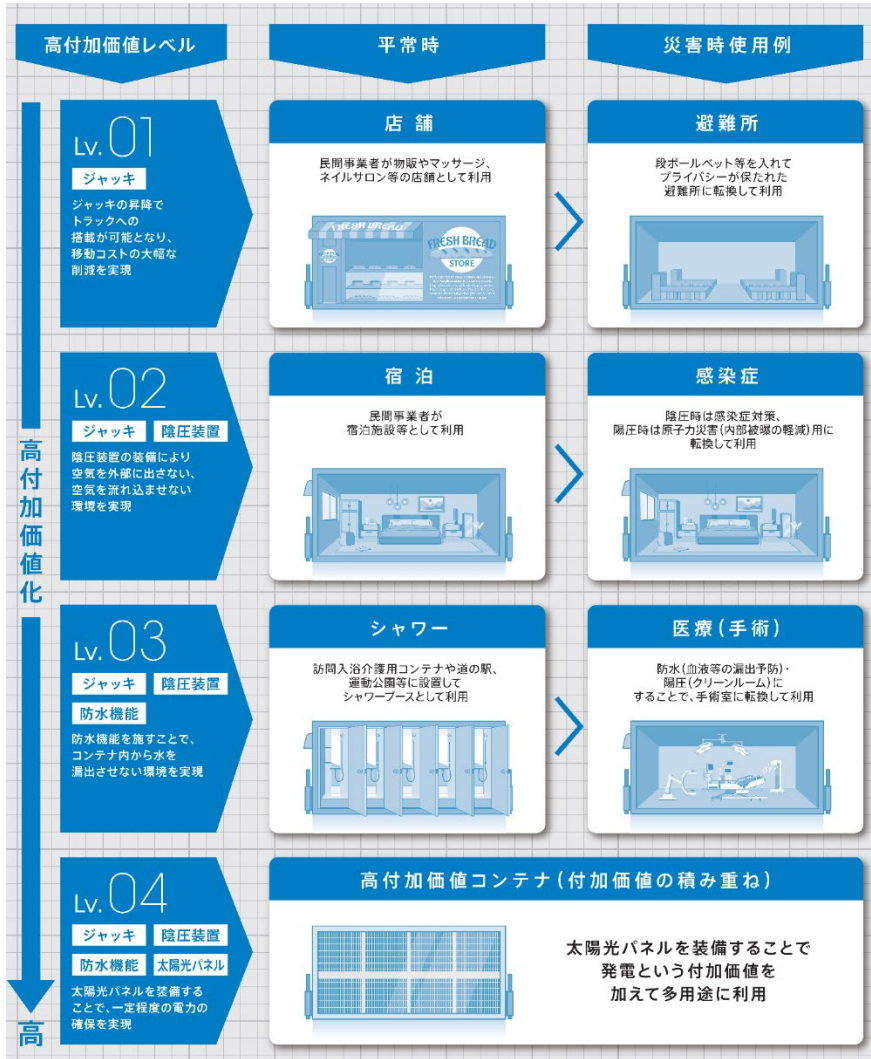 高付加価値レベル
平常時
災害時使用例
高付加価値化
高
Lv.01
ジャッキ
ジャッキの昇降で
トラックへの
搭載が可能となり、
移動コストの大幅な
削減を実現
店舗
民間事業者が物販やマッサージ、
ネイルサロン等の店舗として利用
FRESH BREAD
FRESH BREAD
STORE
避難所
段ボールベット等を入れて
プライバシーが保たれた
避難所に転換して利用
Lv.02
ジャッキ 陰圧装置
陰圧装置の装備により
空気を外部に出さない、
空気を流れ込ませない
環境を実現
宿泊
民間事業者が
宿泊施設等として利用
感染症
陰圧時は感染症対策、
陽圧時は原子力災害(内部被曝の軽減)用に
転換して利用
Lv.03
ジャッキ 陰圧装置
防水機能
防水機能を施すことで、
コンテナ内から水を
漏出させない環境を実現
シャワー
訪問入浴介護用コンテナや道の駅、
運動公園等に設置して
シャワーブースとして利用
医療(手術)
防水(血液等の漏出予防)・
陽圧(クリーンルーム)に
することで、手術室に転換して利用
Lv.04
ジャッキ 陰圧装置
防水機能 太陽光パネル
太陽光パネルを装備する
ことで、一定程度の電力の
確保を実現
高付加価値コンテナ(付加価値の積み重ね)
太陽光パネルを装備することで
発電という付加価値を
加えて多用途に利用